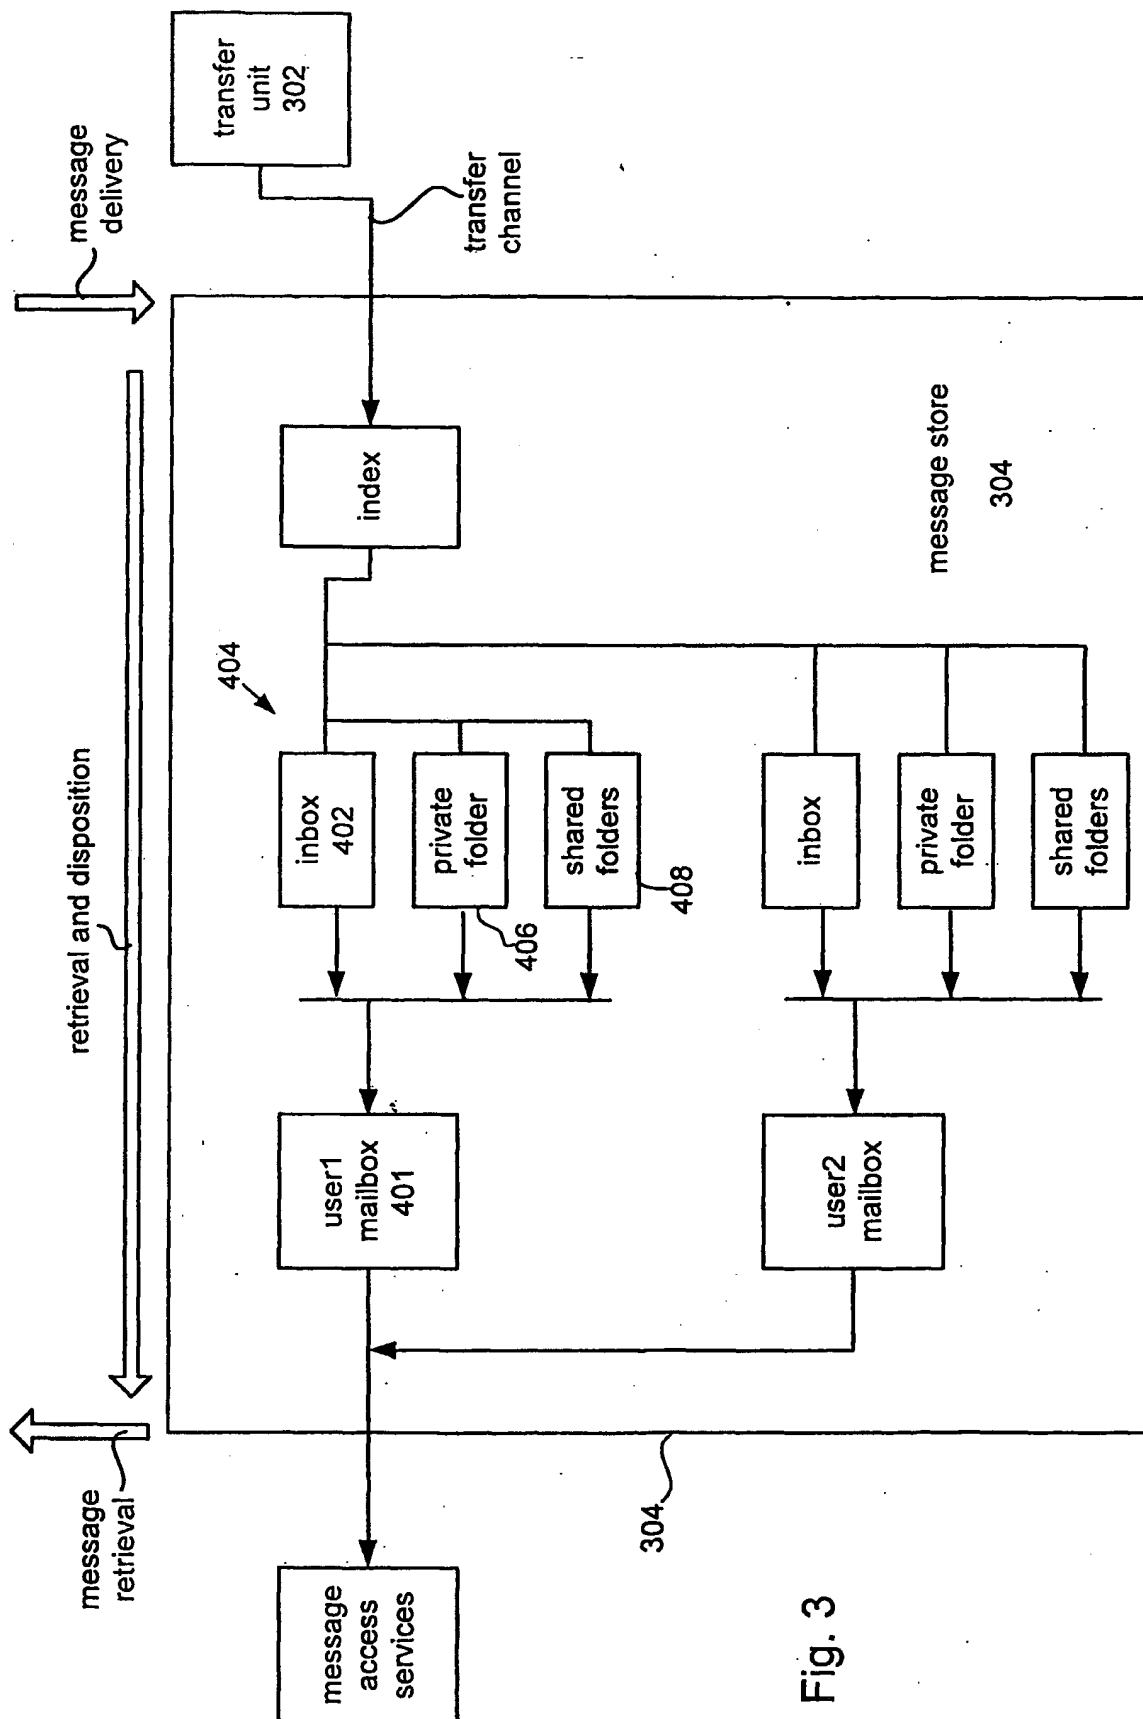 message
delivery
retrieval and disposition
message
retrieval
transfer
unit
302
transfer
channel
index
404
inbox
402
private
folder
406
shared
folders
408
user1
mailbox
401
inbox
private
folder
shared
folders
user2
mailbox
message store
304
message
access
services
304
Fig. 3